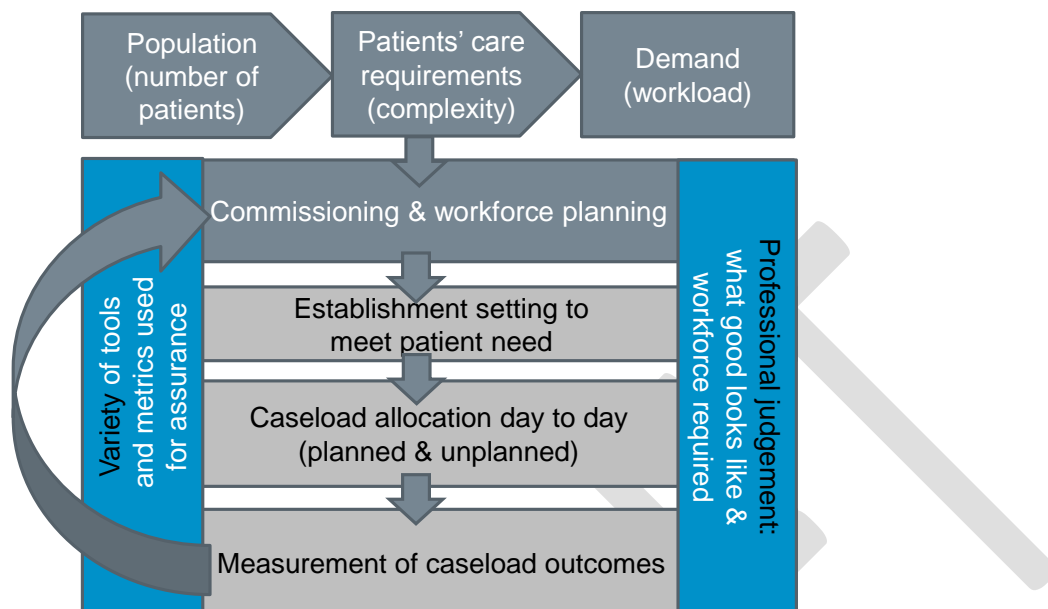 Population
(number of
patients)
Patients' care
requirements
(complexity)
Demand
(workload)
Variety of tools
and metrics used
for assurance
Commissioning & workforce planning
Establishment setting to
meet patient need
Caseload allocation day to day
(planned & unplanned)
Measurement of caseload outcomes
Professional judgement:
what good looks like &
workforce required